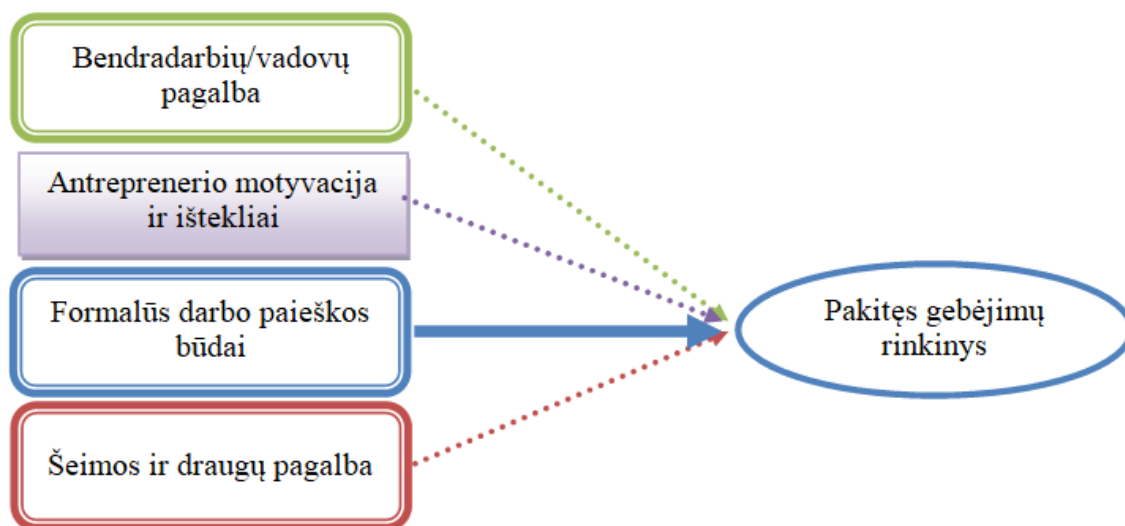 Bendradarbių/vadovų
pagalba
Antreprenerio motyvacija
ir ištekliai
Formalūs darbo paieškos
būdai
Šeimos ir draugų pagalba
Pakitęs gebėjimų
rinkinys